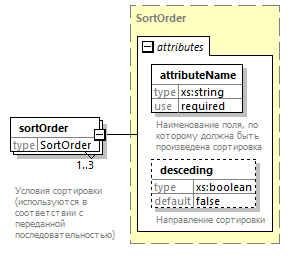 SortOrder
attributes
attributeName
type xs:string
use required
Наименование поля, по
которому должна быть
произведена сортировка
sortOrder
type SortOrder
1..3
Условия сортировки
(используются в
соответствии с
переданной
последовательностью)
desceding
type xs:boolean
default false
Направление сортировки